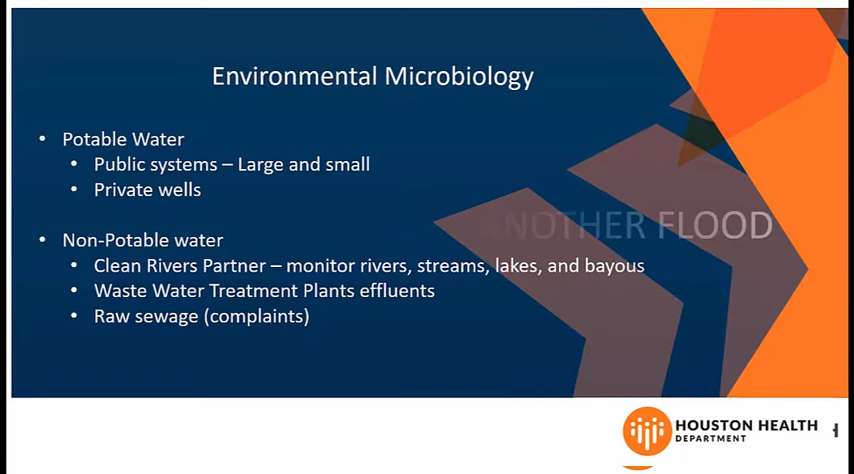 Environmental Microbiology
• Potable Water
• Public systems – Large and small
• Private wells
ANOTHER FLOOD
• Non-Potable water
• Clean Rivers Partner – monitor rivers, streams, lakes, and bayous
• Waste Water Treatment Plants effluents
• Raw sewage (complaints)
HOUSTON HEALTH
DEPARTMENT